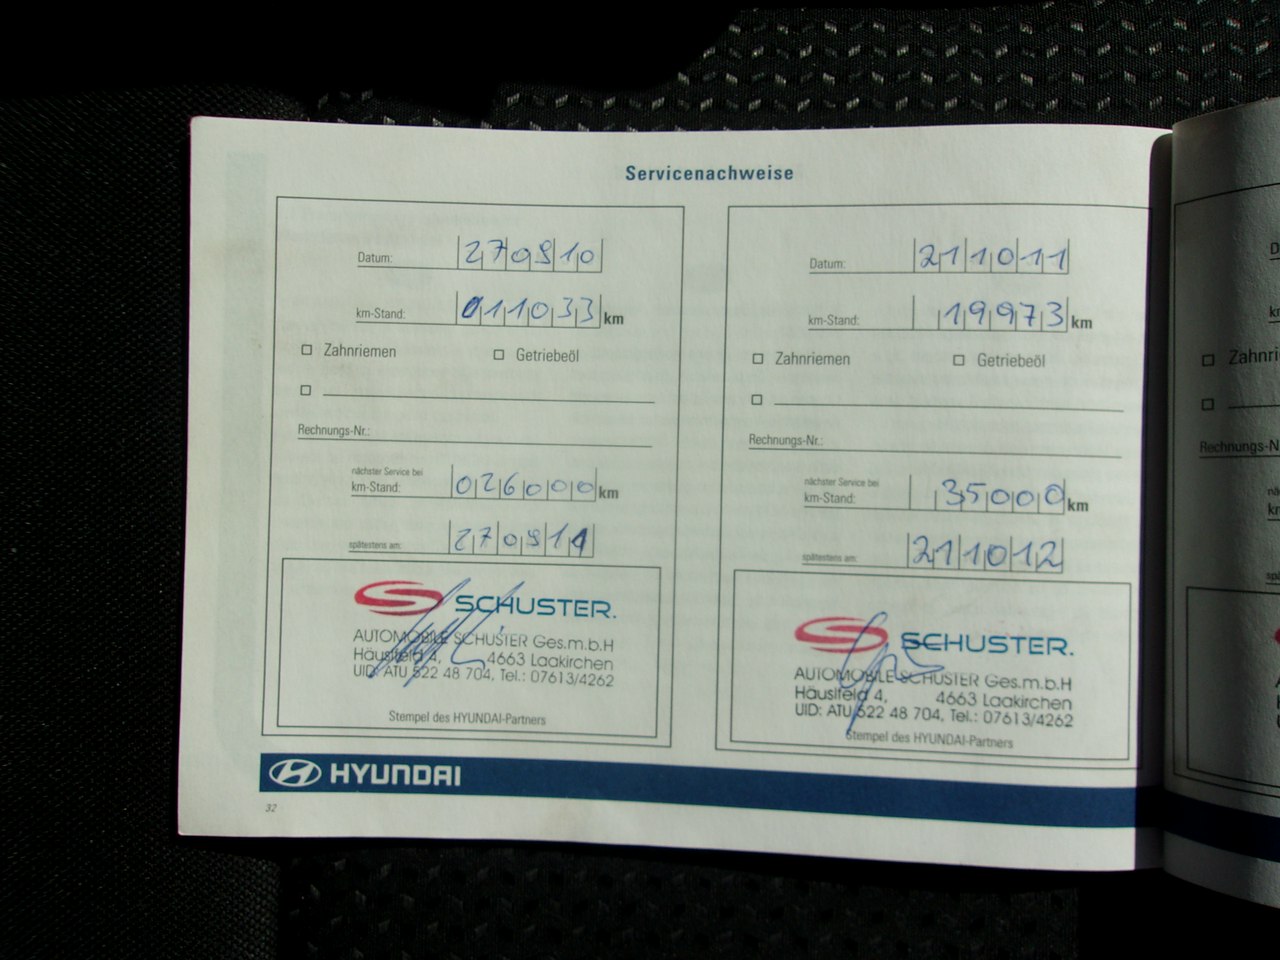 Servicenachweise
Datum: 270910
km-Stand: 011033 km
Zahnriemen Getriebeöl
Rechnungs-Nr.:
nächster Service bei
km-Stand: 026000 km
spätestens am: 270911
SCHUSTER.
AUTOMOBILE SCHUSTER Ges.m.b.H
Häuslfeld 4, 4663 Laakirchen
UID: ATU 522 48 704, Tel.: 07613/4262
Stempel des HYUNDAI-Partners
Datum: 211011
km-Stand: 19973 km
Zahnriemen Getriebeöl
Rechnungs-Nr.:
nächster Service bei
km-Stand: 35000 km
spätestens am: 211012
SCHUSTER.
AUTOMOBILE SCHUSTER Ges.m.b.H
Häuslfeld 4, 4663 Laakirchen
UID: ATU 522 48 704, Tel.: 07613/4262
Stempel des HYUNDAI-Partners
HYUNDAI
32
Zahnri
Rechnungs-N